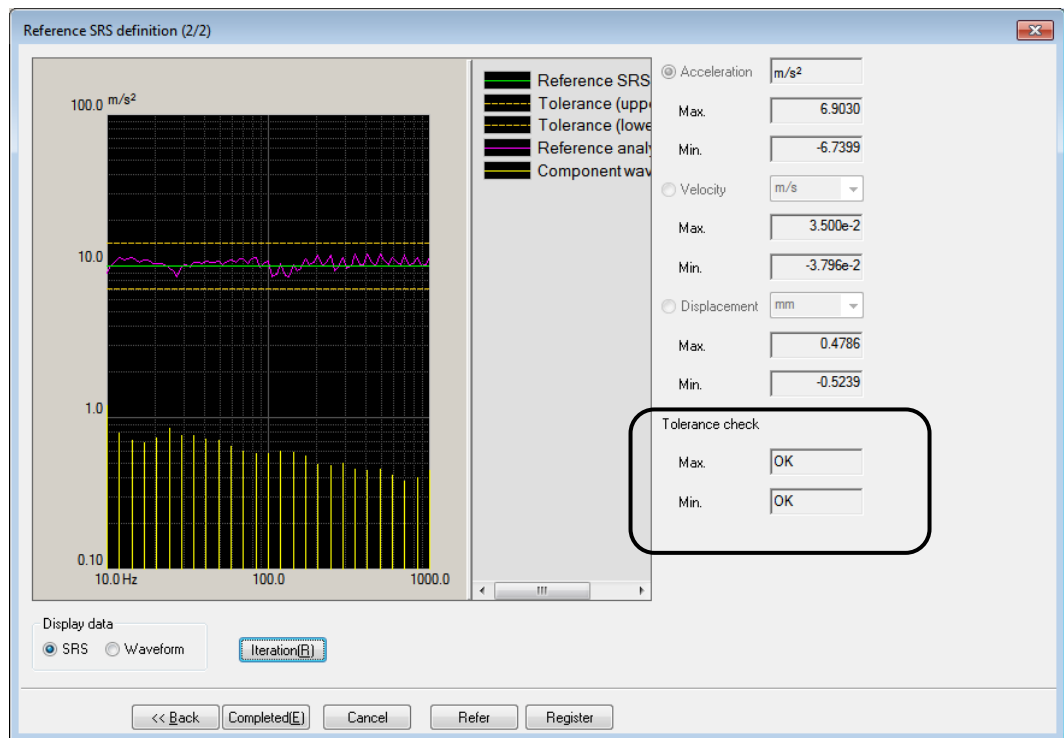 Reference SRS definition (2/2)
100.0 m/s²
10.0
1.0
0.10
10.0 Hz 100.0 1000.0
Reference SRS
Tolerance (uppe
Tolerance (lowe
Reference analy
Component wav
Acceleration m/s²
Max. 6.9030
Min. -6.7399
Velocity m/s
Max. 3.500e-2
Min. -3.796e-2
Displacement mm
Max. 0.4786
Min. -0.5239
Tolerance check
Max. OK
Min. OK
Display data
SRS Waveform
Iteration(R)
<< Back Completed(E) Cancel Refer Register